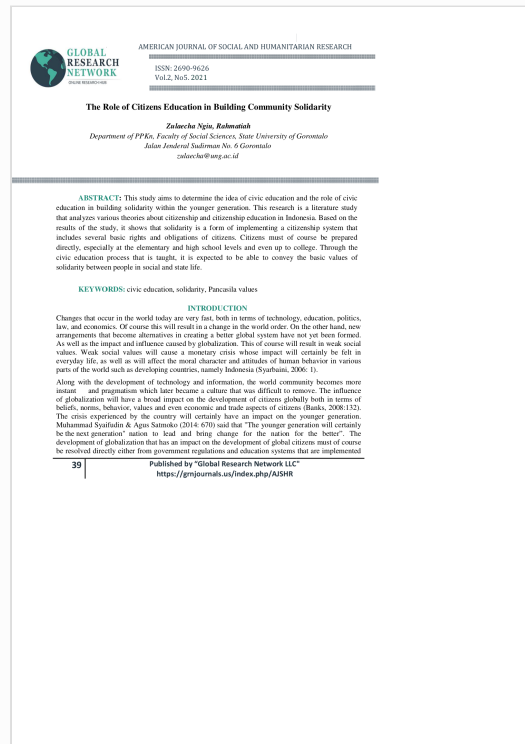 GLOBAL
RESEARCH
NETWORK
ONLINE RESEARCH HUB
AMERICAN JOURNAL OF SOCIAL AND HUMANITARIAN RESEARCH
ISSN: 2690-9626
Vol.2, No5. 2021
The Role of Citizens Education in Building Community Solidarity
Zulaecha Ngiu, Rahmatiah
Department of PPKn, Faculty of Social Sciences, State University of Gorontalo
Jalan Jenderal Sudirman No. 6 Gorontalo
zulaecha@ung.ac.id
ABSTRACT: This study aims to determine the idea of civic education and the role of civic
education in building solidarity within the younger generation. This research is a literature study
that analyzes various theories about citizenship and citizenship education in Indonesia. Based on the
results of the study, it shows that solidarity is a form of implementing a citizenship system that
includes several basic rights and obligations of citizens. Citizens must of course be prepared
directly, especially at the elementary and high school levels and even up to college. Through the
civic education process that is taught, it is expected to be able to convey the basic values of
solidarity between people in social and state life.
KEYWORDS: civic education, solidarity, Pancasila values
INTRODUCTION
Changes that occur in the world today are very fast, both in terms of technology, education, politics,
law, and economics. Of course this will result in a change in the world order. On the other hand, new
arrangements that become alternatives in creating a better global system have not yet been formed.
As well as the impact and influence caused by globalization. This of course will result in weak social
values. Weak social values will cause a monetary crisis whose impact will certainly be felt in
everyday life, as well as will affect the moral character and attitudes of human behavior in various
parts of the world such as developing countries, namely Indonesia (Syarbaini, 2006: 1).
Along with the development of technology and information, the world community becomes more
instant and pragmatism which later became a culture that was difficult to remove. The influence
of globalization will have a broad impact on the development of citizens globally both in terms of
beliefs, norms, behavior, values and even economic and trade aspects of citizens (Banks, 2008:132).
The crisis experienced by the country will certainly have an impact on the younger generation.
Muhammad Syaifudin & Agus Satmoko (2014: 670) said that "The younger generation will certainly
be the next generation" nation to lead and bring change for the nation for the better". The
development of globalization that has an impact on the development of global citizens must of course
be resolved directly either from government regulations and education systems that are implemented
39
Published by "Global Research Network LLC"
https://grnjournals.us/index.php/AJSHR